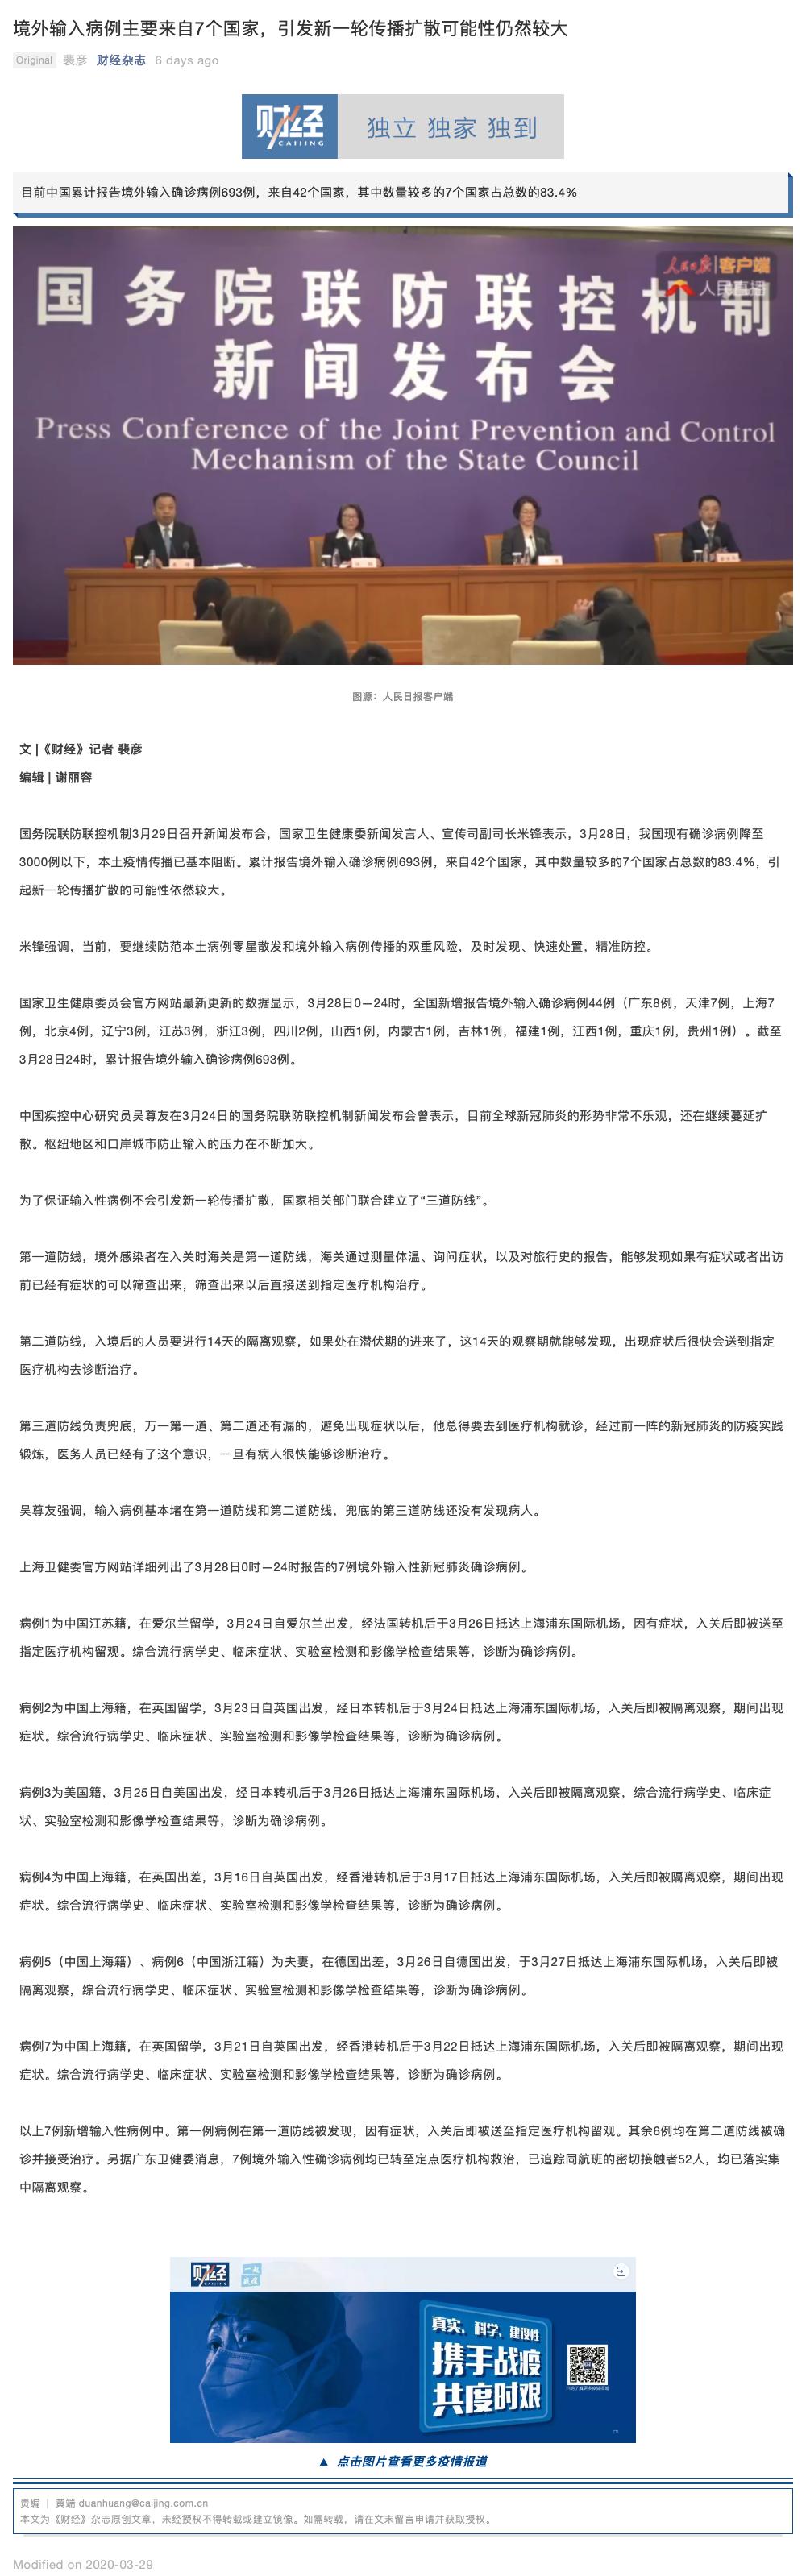 境外输入病例主要来自7个国家，引发新一轮传播扩散可能性仍然较大
Original 裴彦 财经杂志 6 days ago
财经 CAIJING 独立 独家 独到
目前中国累计报告境外输入确诊病例693例，来自42个国家，其中数量较多的7个国家占总数的83.4%
人民日报 客户端
人民直播
国务院联防联控机制
新闻发布会
Press Conference of the Joint Prevention and Control
Mechanism of the State Council
图源：人民日报客户端
文 |《财经》记者 裴彦
编辑 | 谢丽容
国务院联防联控机制3月29日召开新闻发布会，国家卫生健康委新闻发言人、宣传司副司长米锋表示，3月28日，我国现有确诊病例降至
3000例以下，本土疫情传播已基本阻断。累计报告境外输入确诊病例693例，来自42个国家，其中数量较多的7个国家占总数的83.4%，引
起新一轮传播扩散的可能性依然较大。
米锋强调，当前，要继续防范本土病例零星散发和境外输入病例传播的双重风险，及时发现、快速处置，精准防控。
国家卫生健康委员会官方网站最新更新的数据显示，3月28日0—24时，全国新增报告境外输入确诊病例44例（广东8例，天津7例，上海7
例，北京4例，辽宁3例，江苏3例，浙江3例，四川2例，山西1例，内蒙古1例，吉林1例，福建1例，江西1例，重庆1例，贵州1例）。截至
3月28日24时，累计报告境外输入确诊病例693例。
中国疾控中心研究员吴尊友在3月24日的国务院联防联控机制新闻发布会曾表示，目前全球新冠肺炎的形势非常不乐观，还在继续蔓延扩
散。枢纽地区和口岸城市防止输入的压力在不断加大。
为了保证输入性病例不会引发新一轮传播扩散，国家相关部门联合建立了“三道防线”。
第一道防线，境外感染者在入关时海关是第一道防线，海关通过测量体温、询问症状，以及对旅行史的报告，能够发现如果有症状或者出访
前已经有症状的可以筛查出来，筛查出来以后直接送到指定医疗机构治疗。
第二道防线，入境后的人员要进行14天的隔离观察，如果处在潜伏期的进来了，这14天的观察期就能够发现，出现症状后很快会送到指定
医疗机构去诊断治疗。
第三道防线负责兜底，万一第一道、第二道还有漏的，避免出现症状以后，他总得要去到医疗机构就诊，经过前一阵的新冠肺炎的防疫实践
锻炼，医务人员已经有了这个意识，一旦有病人很快能够诊断治疗。
吴尊友强调，输入病例基本堵在第一道防线和第二道防线，兜底的第三道防线还没有发现病人。
上海卫健委官方网站详细列出了3月28日0时—24时报告的7例境外输入性新冠肺炎确诊病例。
病例1为中国江苏籍，在爱尔兰留学，3月24日自爱尔兰出发，经法国转机后于3月26日抵达上海浦东国际机场，因有症状，入关后即被送至
指定医疗机构留观。综合流行病学史、临床症状、实验室检测和影像学检查结果等，诊断为确诊病例。
病例2为中国上海籍，在英国留学，3月23日自英国出发，经日本转机后于3月24日抵达上海浦东国际机场，入关后即被隔离观察，期间出现
症状。综合流行病学史、临床症状、实验室检测和影像学检查结果等，诊断为确诊病例。
病例3为美国籍，3月25日自美国出发，经日本转机后于3月26日抵达上海浦东国际机场，入关后即被隔离观察，综合流行病学史、临床症
状、实验室检测和影像学检查结果等，诊断为确诊病例。
病例4为中国上海籍，在英国出差，3月16日自英国出发，经香港转机后于3月17日抵达上海浦东国际机场，入关后即被隔离观察，期间出现
症状。综合流行病学史、临床症状、实验室检测和影像学检查结果等，诊断为确诊病例。
病例5（中国上海籍）、病例6（中国浙江籍）为夫妻，在德国出差，3月26日自德国出发，于3月27日抵达上海浦东国际机场，入关后即被
隔离观察，综合流行病学史、临床症状、实验室检测和影像学检查结果等，诊断为确诊病例。
病例7为中国上海籍，在英国留学，3月21日自英国出发，经香港转机后于3月22日抵达上海浦东国际机场，入关后即被隔离观察，期间出现
症状。综合流行病学史、临床症状、实验室检测和影像学检查结果等，诊断为确诊病例。
以上7例新增输入性病例中。第一例病例在第一道防线被发现，因有症状，入关后即被送至指定医疗机构留观。其余6例均在第二道防线被确
诊并接受治疗。另据广东卫健委消息，7例境外输入性确诊病例均已转至定点医疗机构救治，已追踪同航班的密切接触者52人，均已落实集
中隔离观察。
财经 CAIJING 一起战疫
真实、科学、建设性
携手战疫
共度时艰
▲ 点击图片查看更多疫情报道
责编 | 黄端 duanhuang@caijing.com.cn
本文为《财经》杂志原创文章，未经授权不得转载或建立镜像。如需转载，请在文末留言申请并获取授权。
Modified on 2020-03-29